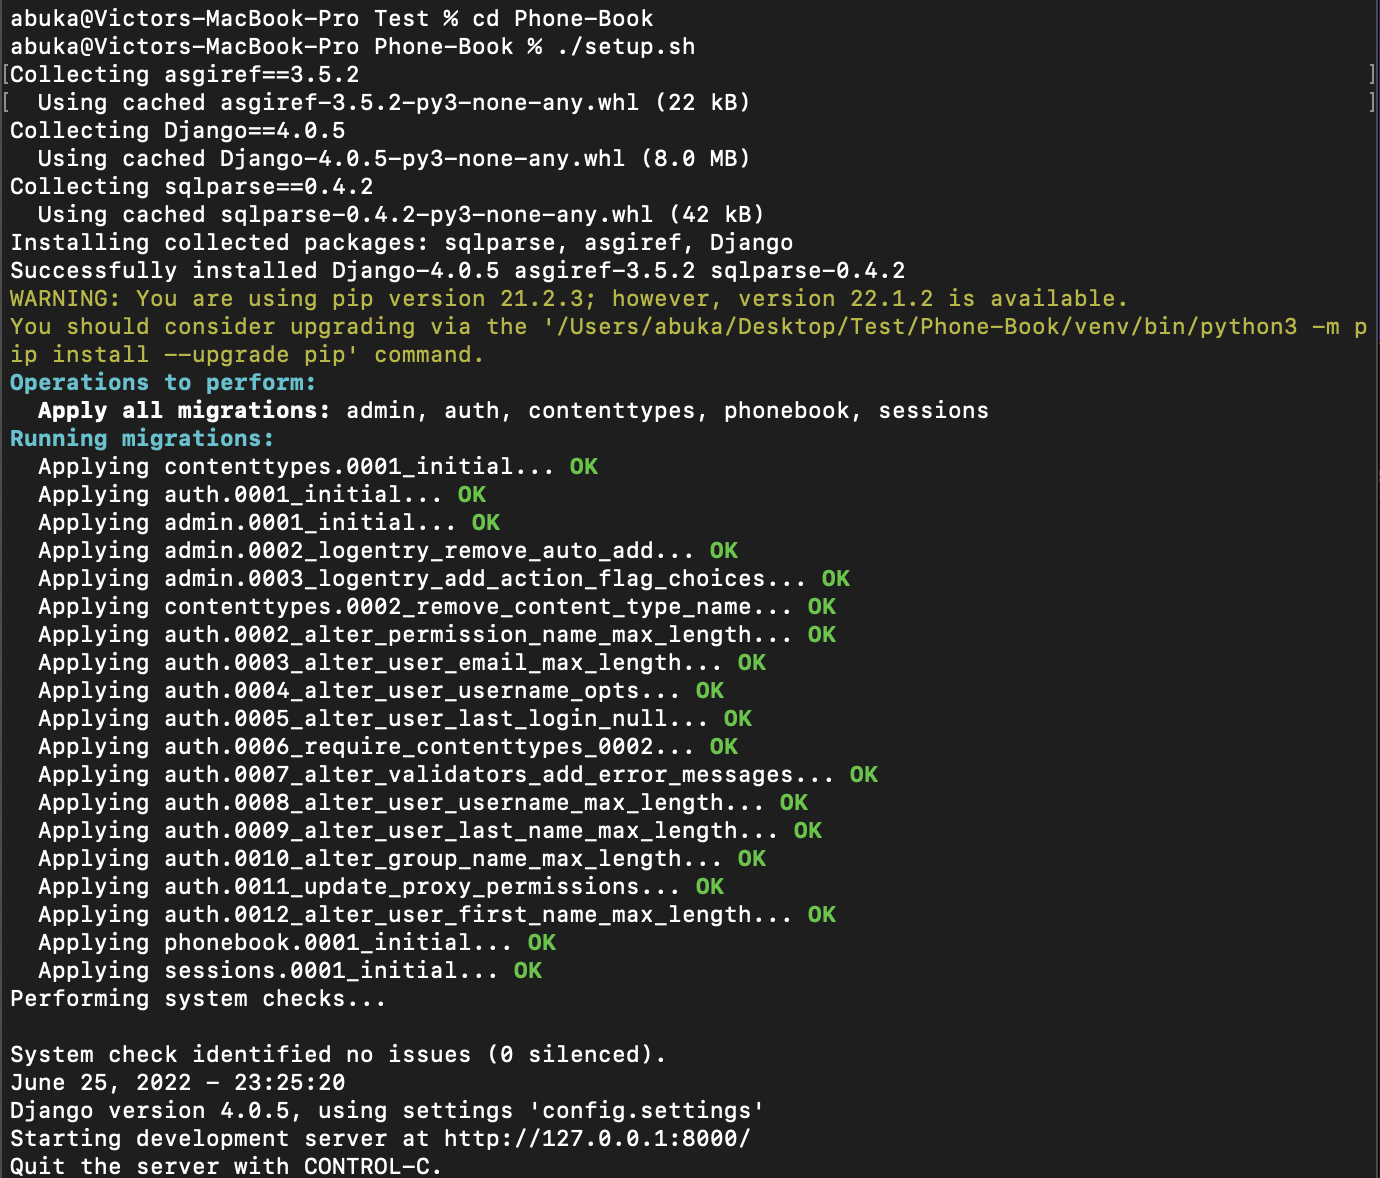 abuka@Victors-MacBook-Pro Test % cd Phone-Book
abuka@Victors-MacBook-Pro Phone-Book % ./setup.sh
[Collecting asgiref==3.5.2 ]
[  Using cached asgiref-3.5.2-py3-none-any.whl (22 kB) ]
Collecting Django==4.0.5
  Using cached Django-4.0.5-py3-none-any.whl (8.0 MB)
Collecting sqlparse==0.4.2
  Using cached sqlparse-0.4.2-py3-none-any.whl (42 kB)
Installing collected packages: sqlparse, asgiref, Django
Successfully installed Django-4.0.5 asgiref-3.5.2 sqlparse-0.4.2
WARNING: You are using pip version 21.2.3; however, version 22.1.2 is available.
You should consider upgrading via the '/Users/abuka/Desktop/Test/Phone-Book/venv/bin/python3 -m p
ip install --upgrade pip' command.
Operations to perform:
  Apply all migrations: admin, auth, contenttypes, phonebook, sessions
Running migrations:
  Applying contenttypes.0001_initial... OK
  Applying auth.0001_initial... OK
  Applying admin.0001_initial... OK
  Applying admin.0002_logentry_remove_auto_add... OK
  Applying admin.0003_logentry_add_action_flag_choices... OK
  Applying contenttypes.0002_remove_content_type_name... OK
  Applying auth.0002_alter_permission_name_max_length... OK
  Applying auth.0003_alter_user_email_max_length... OK
  Applying auth.0004_alter_user_username_opts... OK
  Applying auth.0005_alter_user_last_login_null... OK
  Applying auth.0006_require_contenttypes_0002... OK
  Applying auth.0007_alter_validators_add_error_messages... OK
  Applying auth.0008_alter_user_username_max_length... OK
  Applying auth.0009_alter_user_last_name_max_length... OK
  Applying auth.0010_alter_group_name_max_length... OK
  Applying auth.0011_update_proxy_permissions... OK
  Applying auth.0012_alter_user_first_name_max_length... OK
  Applying phonebook.0001_initial... OK
  Applying sessions.0001_initial... OK
Performing system checks...

System check identified no issues (0 silenced).
June 25, 2022 - 23:25:20
Django version 4.0.5, using settings 'config.settings'
Starting development server at http://127.0.0.1:8000/
Quit the server with CONTROL-C.